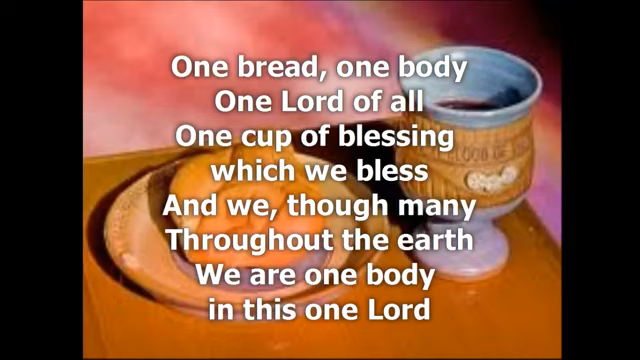 One bread, one body
One Lord of all
One cup of blessing
which we bless
And we, though many
Throughout the earth
We are one body
in this one Lord